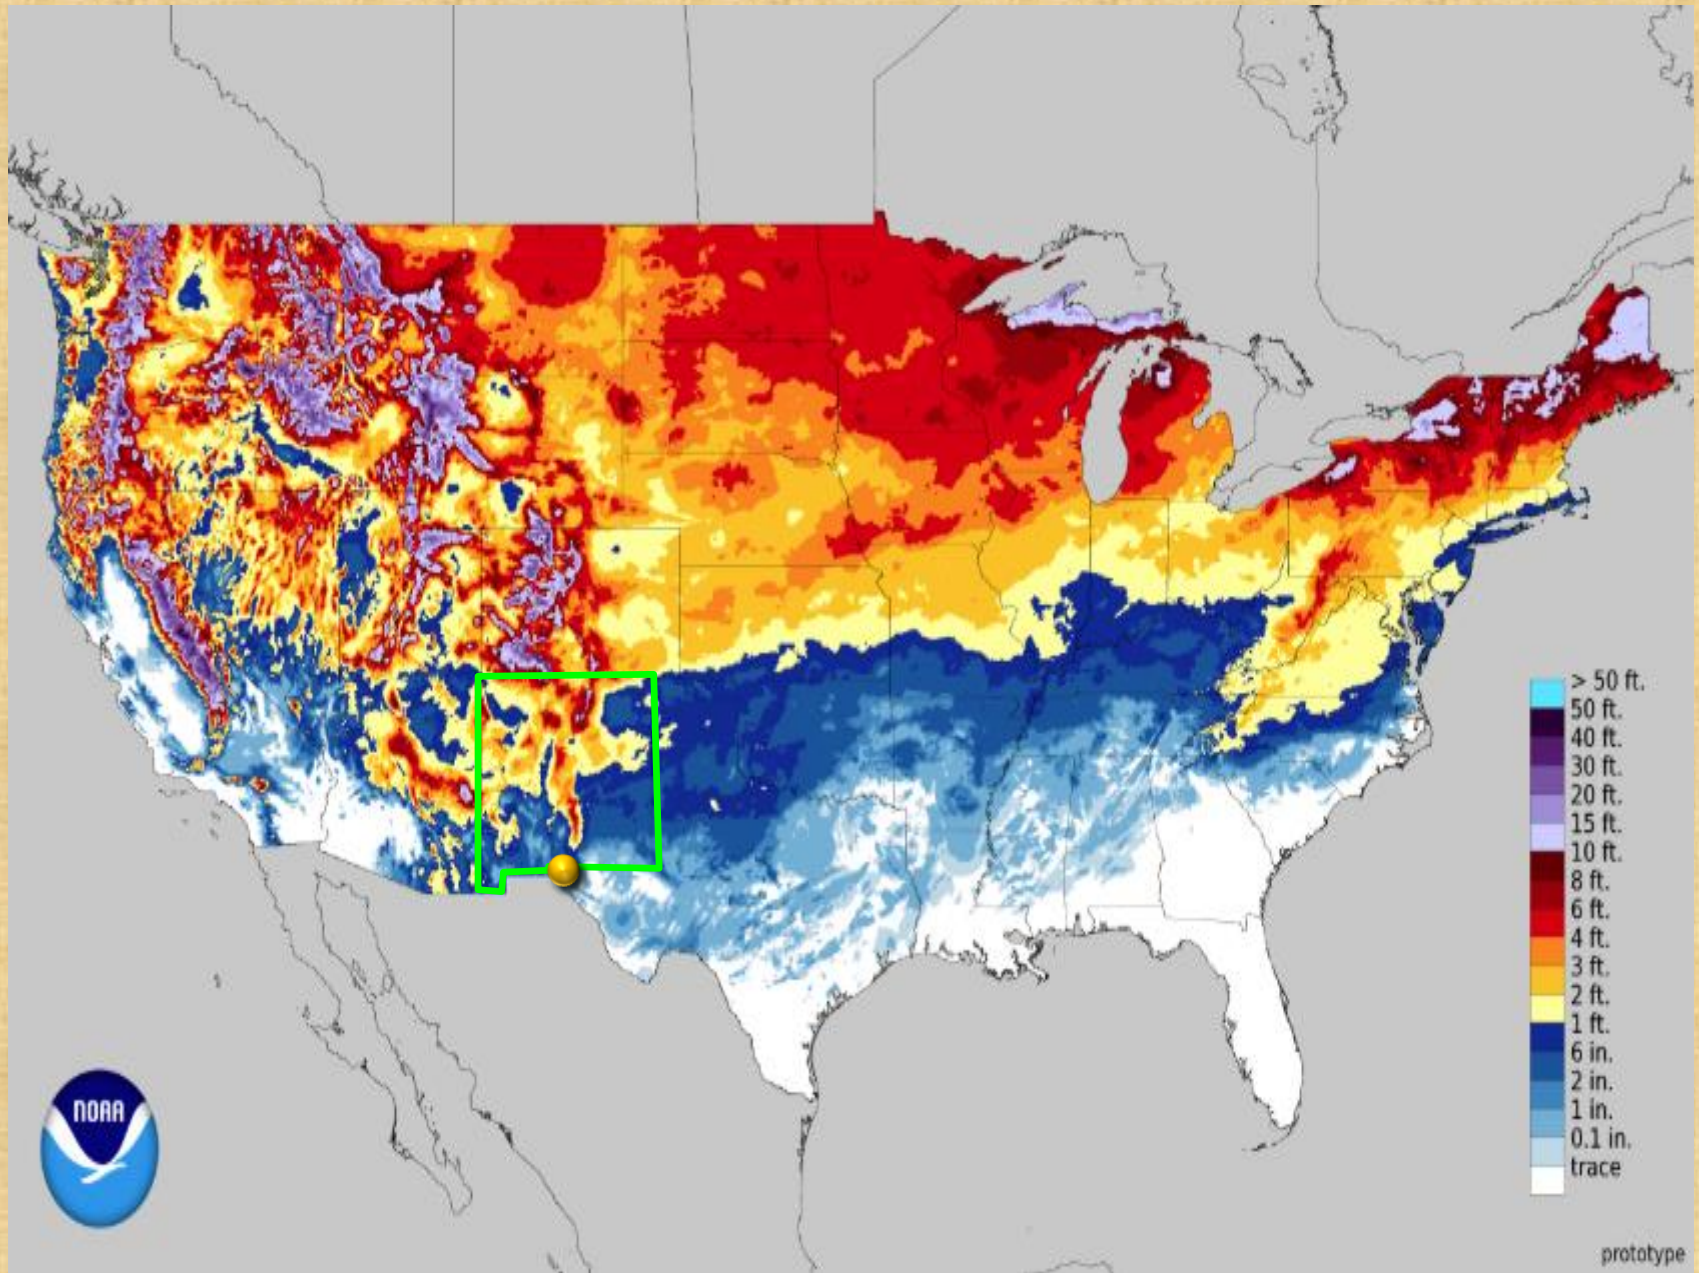 > 50 ft.
50 ft.
40 ft.
30 ft.
20 ft.
15 ft.
10 ft.
8 ft.
6 ft.
4 ft.
3 ft.
2 ft.
1 ft.
6 in.
2 in.
1 in.
0.1 in.
trace
NOAA
prototype